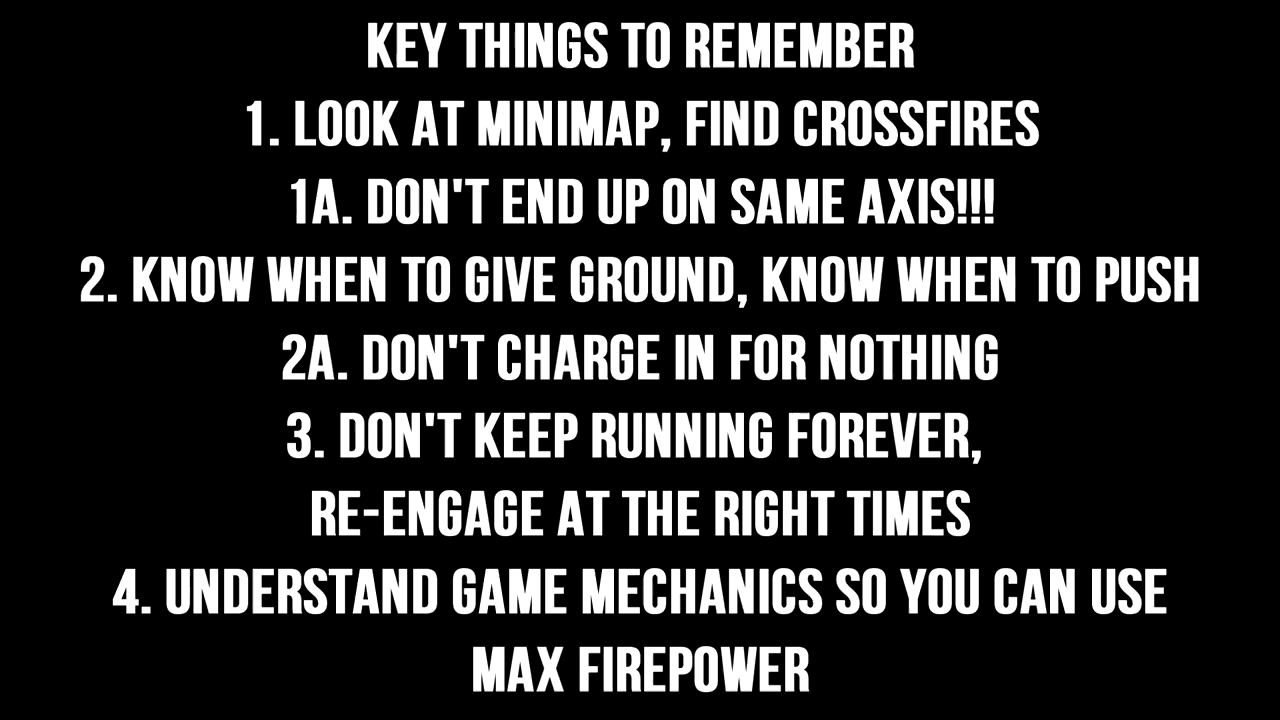 KEY THINGS TO REMEMBER
1. LOOK AT MINIMAP, FIND CROSSFIRES
1A. DON'T END UP ON SAME AXIS!!!
2. KNOW WHEN TO GIVE GROUND, KNOW WHEN TO PUSH
2A. DON'T CHARGE IN FOR NOTHING
3. DON'T KEEP RUNNING FOREVER,
RE-ENGAGE AT THE RIGHT TIMES
4. UNDERSTAND GAME MECHANICS SO YOU CAN USE
MAX FIREPOWER